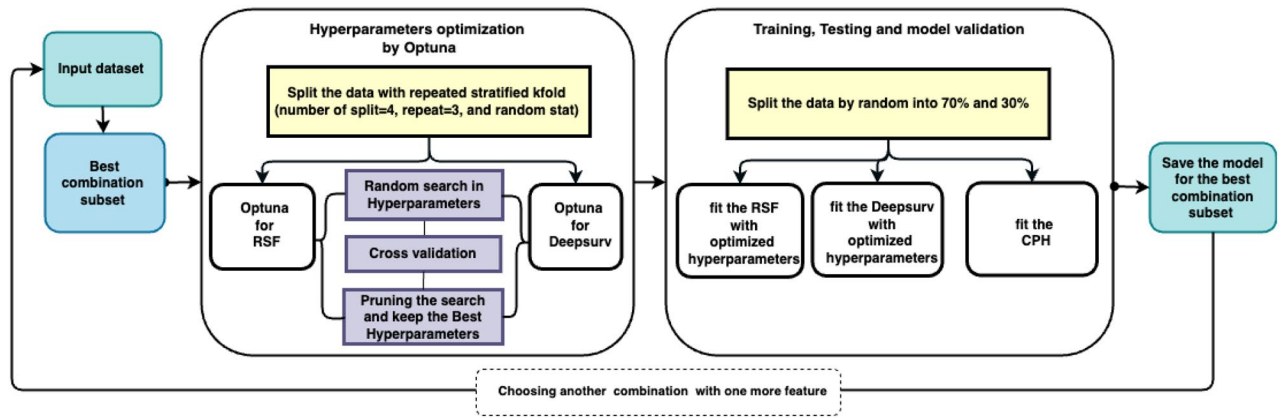 Input dataset
Best
combination
subset
Hyperparameters optimization
by Optuna
Split the data with repeated stratified kfold
(number of split=4, repeat=3, and random stat)
Optuna
for
RSF
Random search in
Hyperparameters
Cross validation
Pruning the search
and keep the Best
Hyperparameters
Optuna
for
Deepsurv
Training, Testing and model validation
Split the data by random into 70% and 30%
fit the RSF
with
optimized
hyperparameters
fit the Deepsurv
with
optimized
hyperparameters
fit the
CPH
Save the model
for the best
combination
subset
Choosing another combination with one more feature